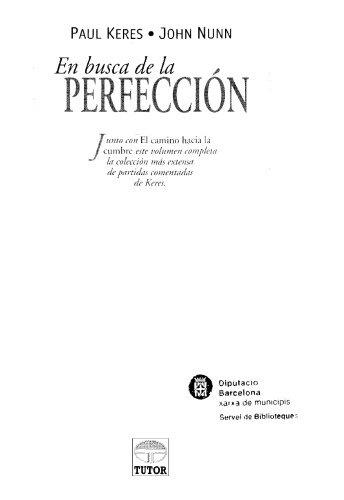 PAUL KERES • JOHN NUNN
En busca de la
PERFECCIÓN
Junto con El camino hacia la
cumbre este volumen completa
la colección más extensa
de partidas comentadas
de Keres.
Diputació
Barcelona
xarxa de municipis
Servei de Biblioteques
TUTOR